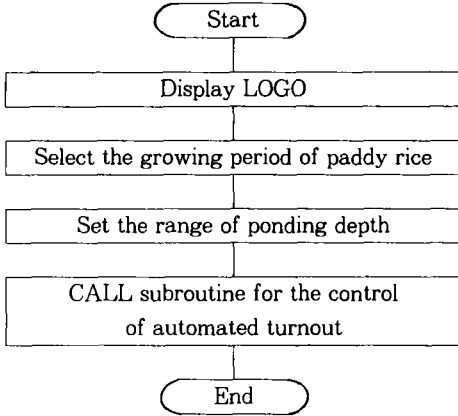 Start
Display LOGO
Select the growing period of paddy rice
Set the range of ponding depth
CALL subroutine for the control
of automated turnout
End